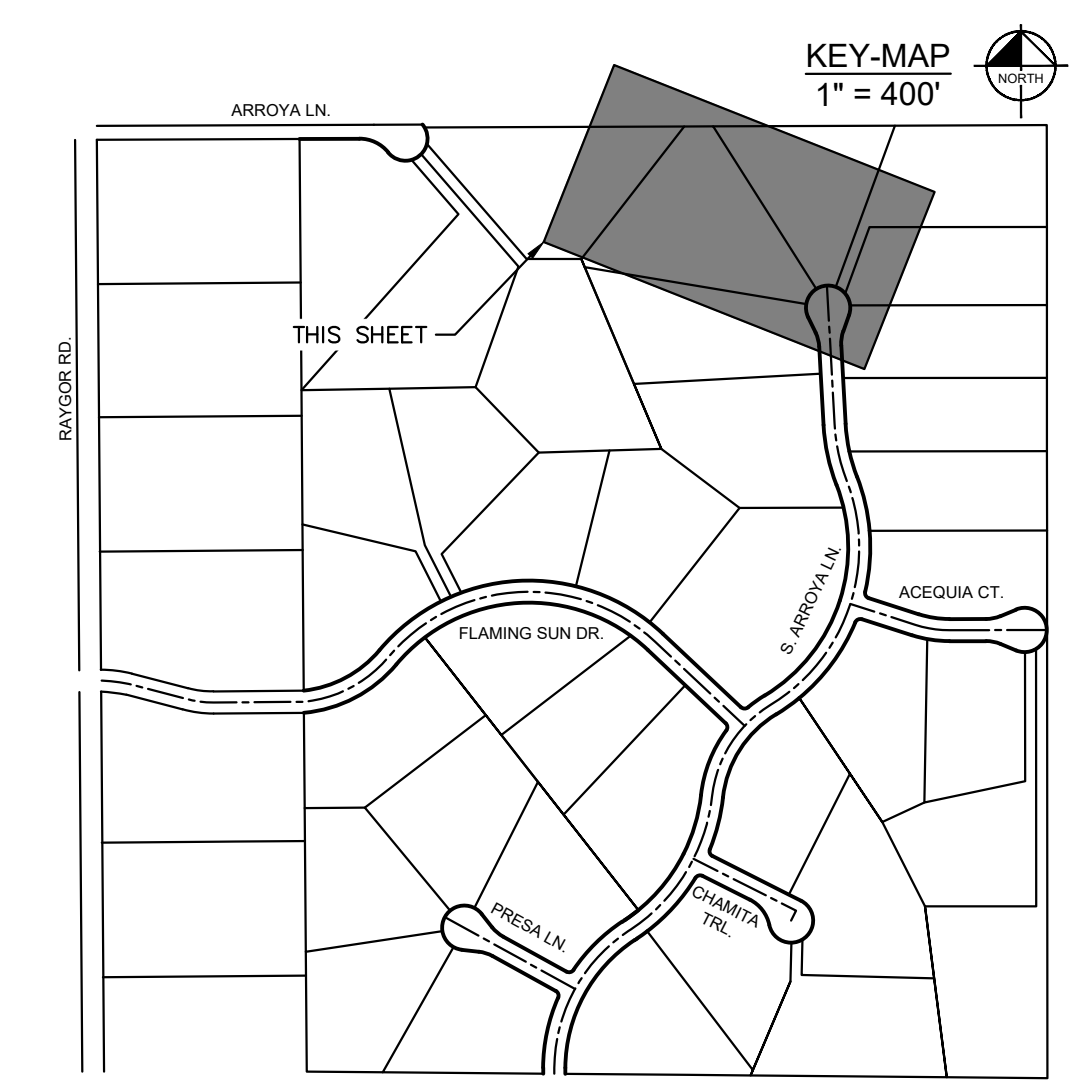 KEY-MAP
1" = 400'
NORTH
ARROYA LN.
THIS SHEET
RAYGOR RD.
S. ARROYA LN.
ACEQUIA CT.
FLAMING SUN DR.
CHAMITA
TRL.
PRESA LN.